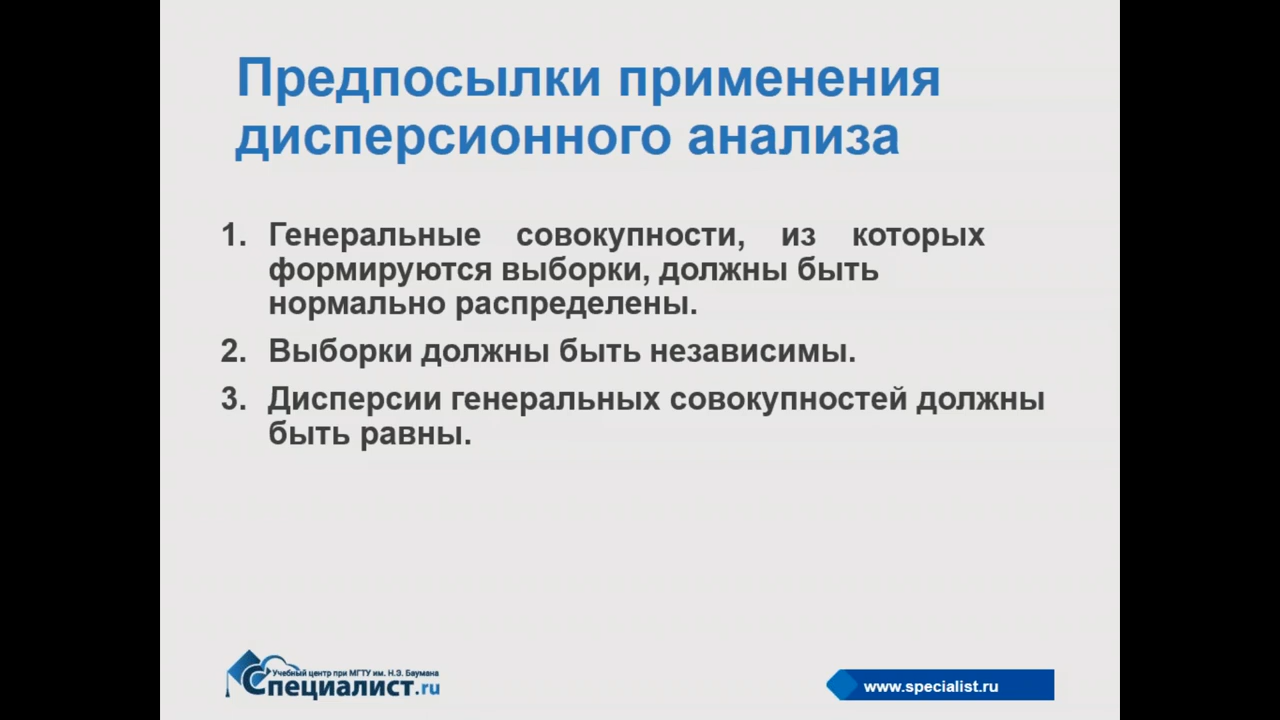 Предпосылки применения
дисперсионного анализа
1. Генеральные совокупности, из которых
формируются выборки, должны быть
нормально распределены.
2. Выборки должны быть независимы.
3. Дисперсии генеральных совокупностей должны
быть равны.
Учебный центр при МГТУ им. Н.Э. Баумана
Специалист.ru
www.specialist.ru